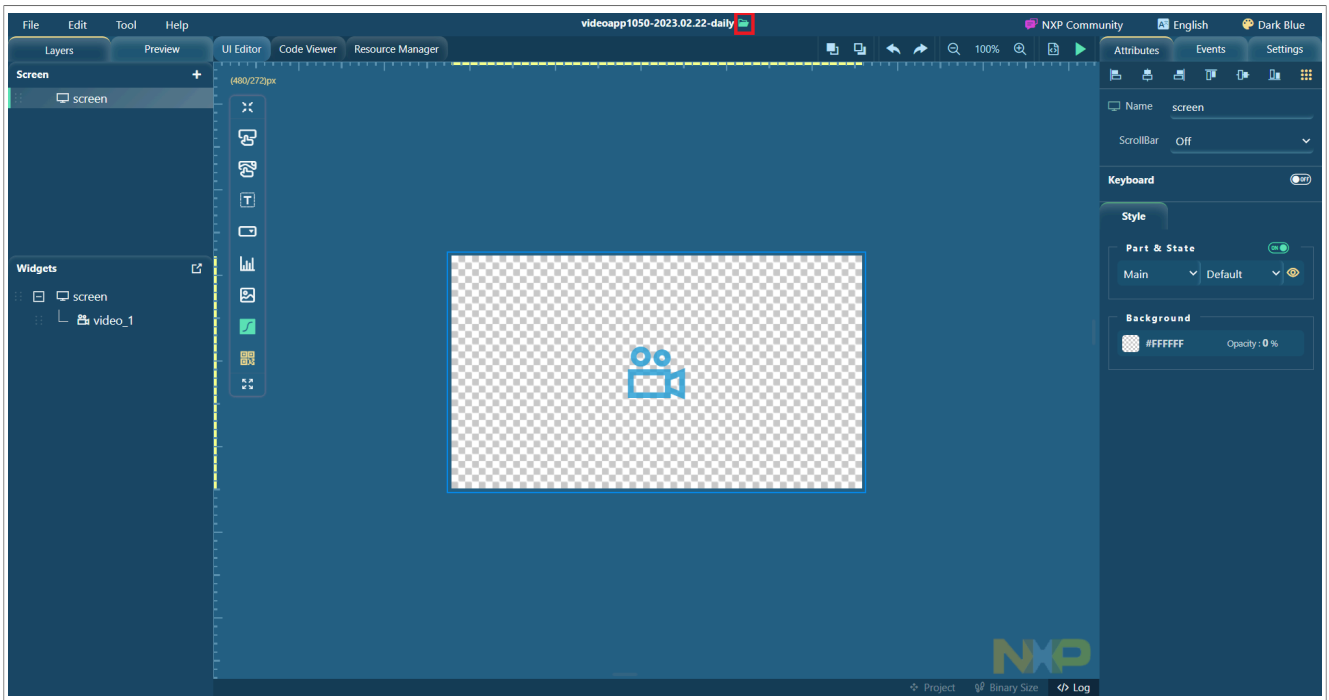 File Edit Tool Help videoapp1050-2023.02.22-daily NXP Community English Dark Blue
Layers Preview UI Editor Code Viewer Resource Manager 100% Attributes Events Settings
Screen +
(480/272)px
screen
Name screen
T
ScrollBar Off
Keyboard OFF
Style
Part & State ON
Widgets
Main Default
screen
video_1
Background
#FFFFFF Opacity : 0 %
NXP
Project Binary Size </> Log